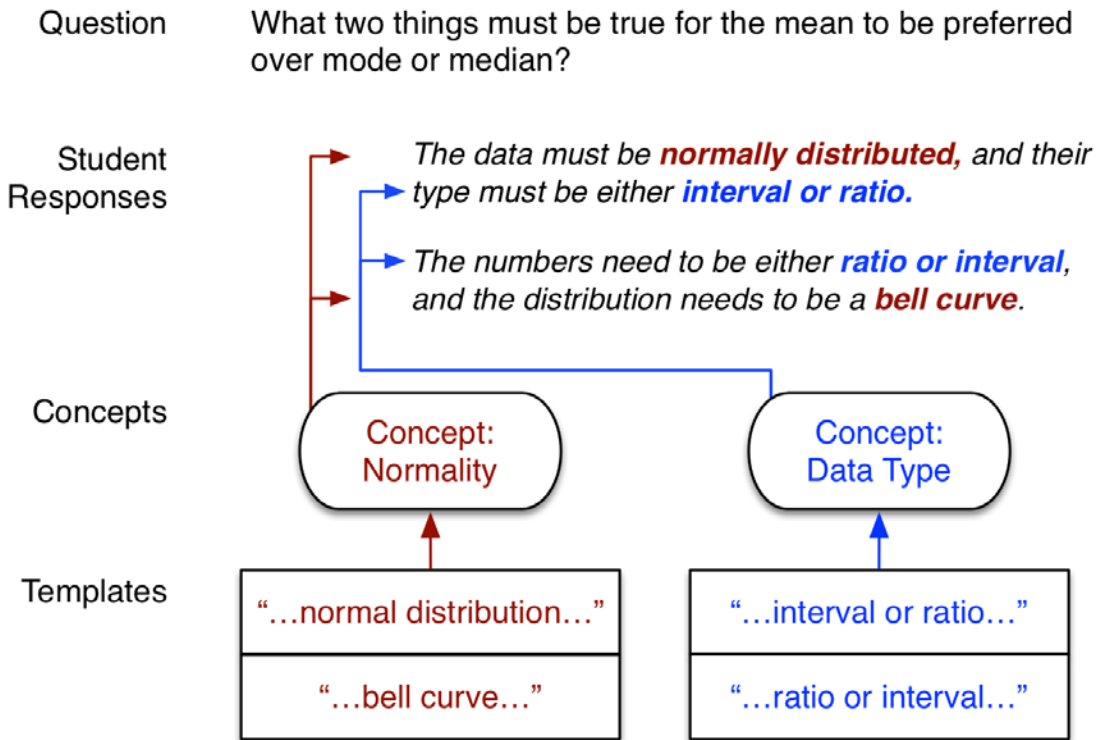 Question
What two things must be true for the mean to be preferred
over mode or median?
Student
Responses
The data must be normally distributed, and their
type must be either interval or ratio.
The numbers need to be either ratio or interval,
and the distribution needs to be a bell curve.
Concepts
Concept:
Normality
Concept:
Data Type
Templates
“…normal distribution…”
“…bell curve…”
“…interval or ratio…”
“…ratio or interval…”